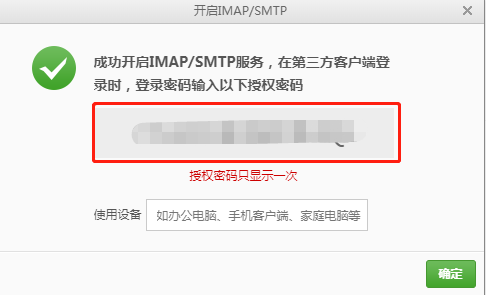 开启IMAP/SMTP
成功开启IMAP/SMTP服务，在第三方客户端登
录时，登录密码输入以下授权密码
授权密码只显示一次
使用设备 如办公电脑、手机客户端、家庭电脑等
确定